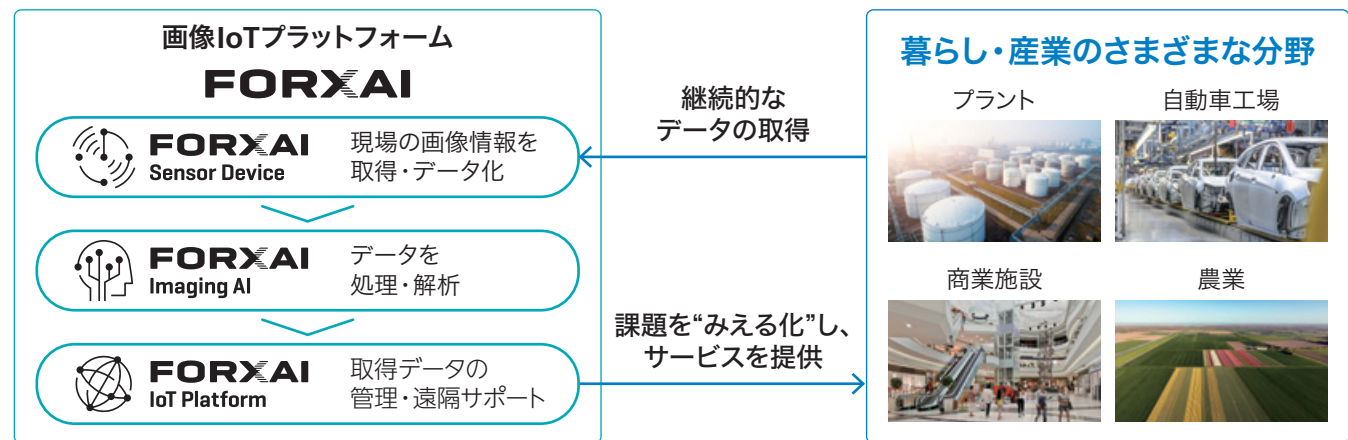 画像IoTプラットフォーム
FORXAI
FORXAI
Sensor Device
現場の画像情報を
取得・データ化
FORXAI
Imaging AI
データを
処理・解析
FORXAI
IoT Platform
取得データの
管理・遠隔サポート
継続的な
データの取得
課題を“みえる化”し、
サービスを提供
暮らし・産業のさまざまな分野
プラント
自動車工場
商業施設
農業